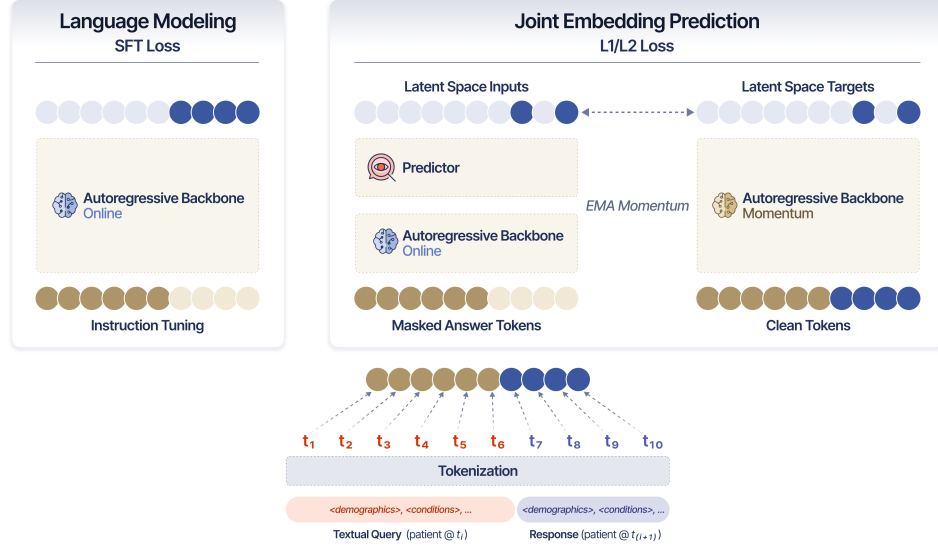 Language Modeling
SFT Loss
Autoregressive Backbone
Online
Instruction Tuning
Joint Embedding Prediction
L1/L2 Loss
Latent Space Inputs
Latent Space Targets
Predictor
Autoregressive Backbone
Online
EMA Momentum
Autoregressive Backbone
Momentum
Masked Answer Tokens
Clean Tokens
t₁ t₂ t₃ t₄ t₅ t₆ t₇ t₈ t₉ t₁₀
Tokenization
<demographics>, <conditions>, ... <demographics>, <conditions>, ...
Textual Query (patient @ tᵢ) Response (patient @ t₍ᵢ₊₁₎)